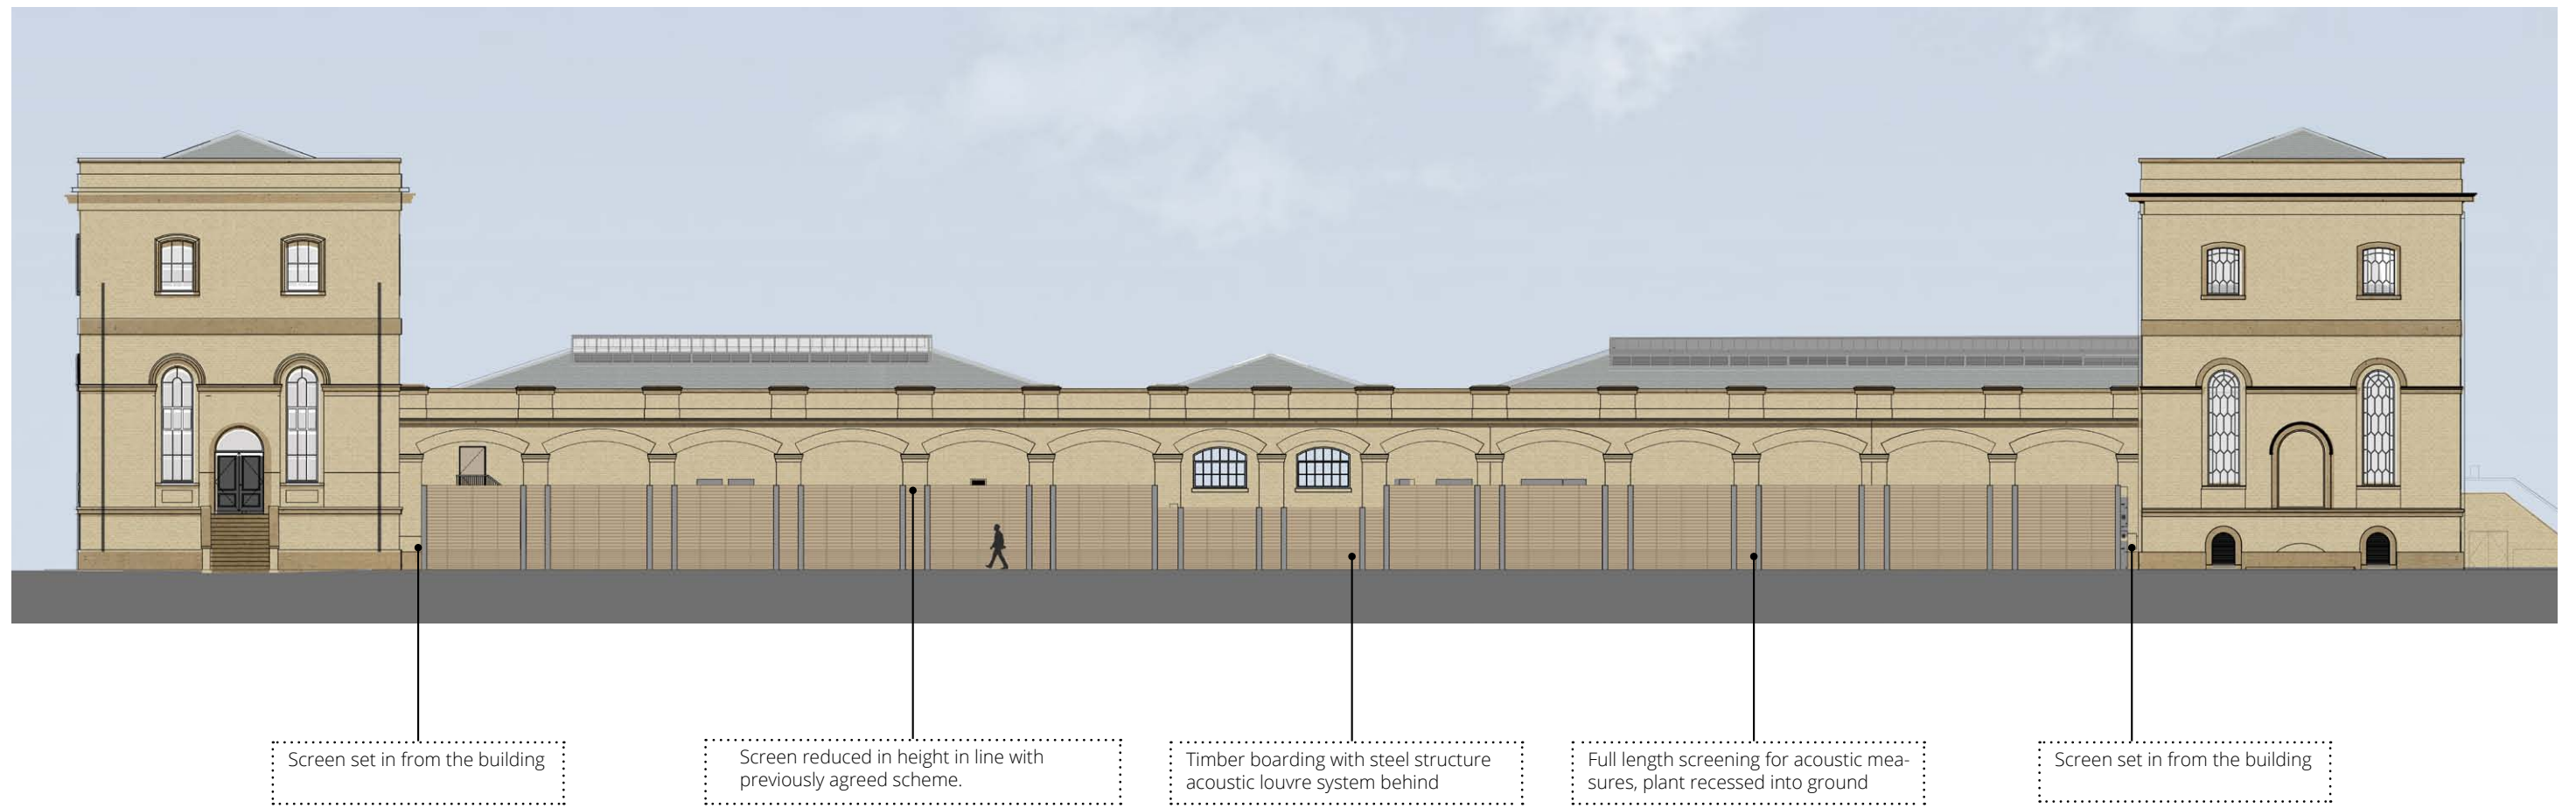 Screen set in from the building
Screen reduced in height in line with
previously agreed scheme.
Timber boarding with steel structure
acoustic louvre system behind
Full length screening for acoustic mea-
sures, plant recessed into ground
Screen set in from the building